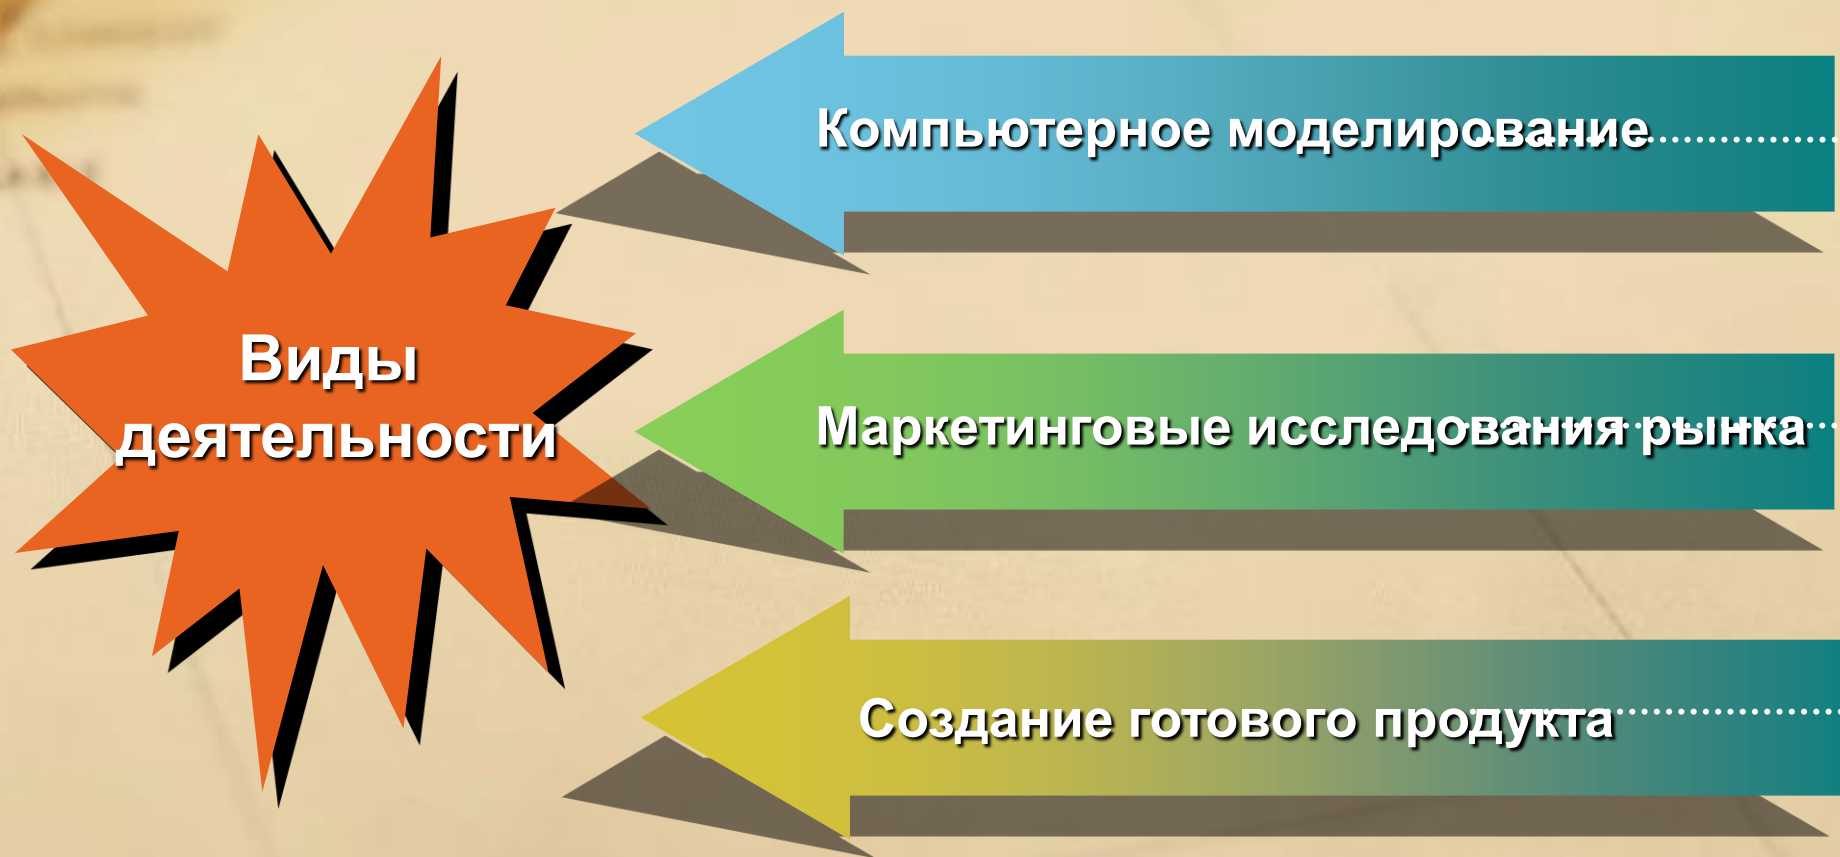 Виды
деятельности
Компьютерное моделирование
Маркетинговые исследования рынка
Создание готового продукта